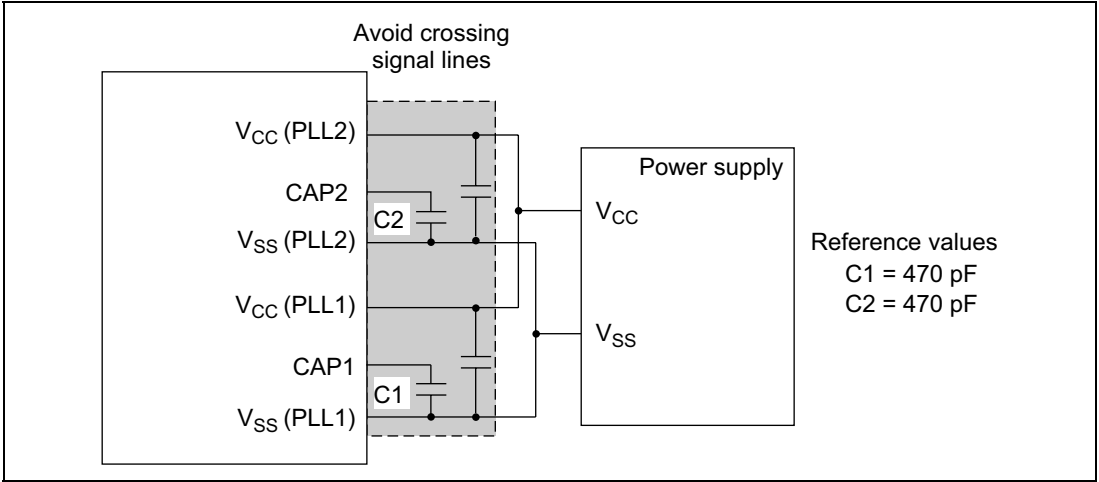 Avoid crossing
signal lines
V_CC (PLL2)
CAP2
C2
V_SS (PLL2)
V_CC (PLL1)
CAP1
C1
V_SS (PLL1)
Power supply
V_CC
V_SS
Reference values
C1 = 470 pF
C2 = 470 pF